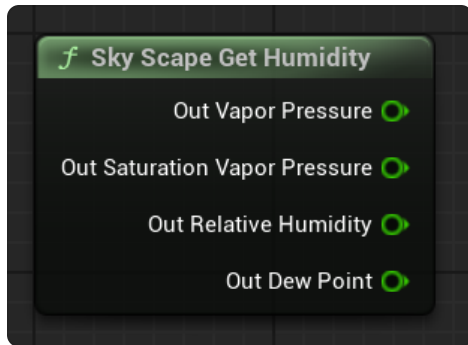 f Sky Scape Get Humidity
Out Vapor Pressure
Out Saturation Vapor Pressure
Out Relative Humidity
Out Dew Point